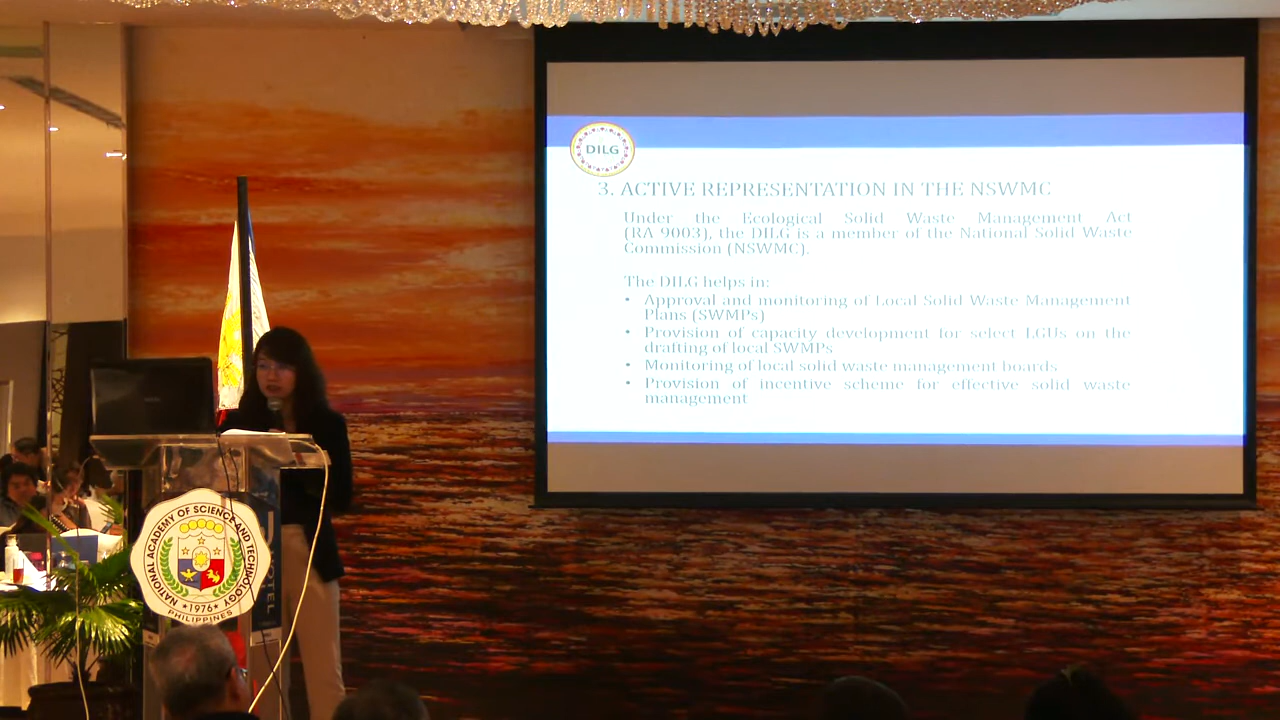 DILG
3. ACTIVE REPRESENTATION IN THE NSWMC
Under the Ecological Solid Waste Management Act
(RA 9003), the DILG is a member of the National Solid Waste
Commission (NSWMC).
The DILG helps in:
• Approval and monitoring of Local Solid Waste Management
Plans (SWMPs)
• Provision of capacity development for select LGUs on the
drafting of local SWMPs
• Monitoring of local solid waste management boards
• Provision of incentive scheme for effective solid waste
management
NATIONAL ACADEMY OF SCIENCE AND TECHNOLOGY
*1976*
PHILIPPINES